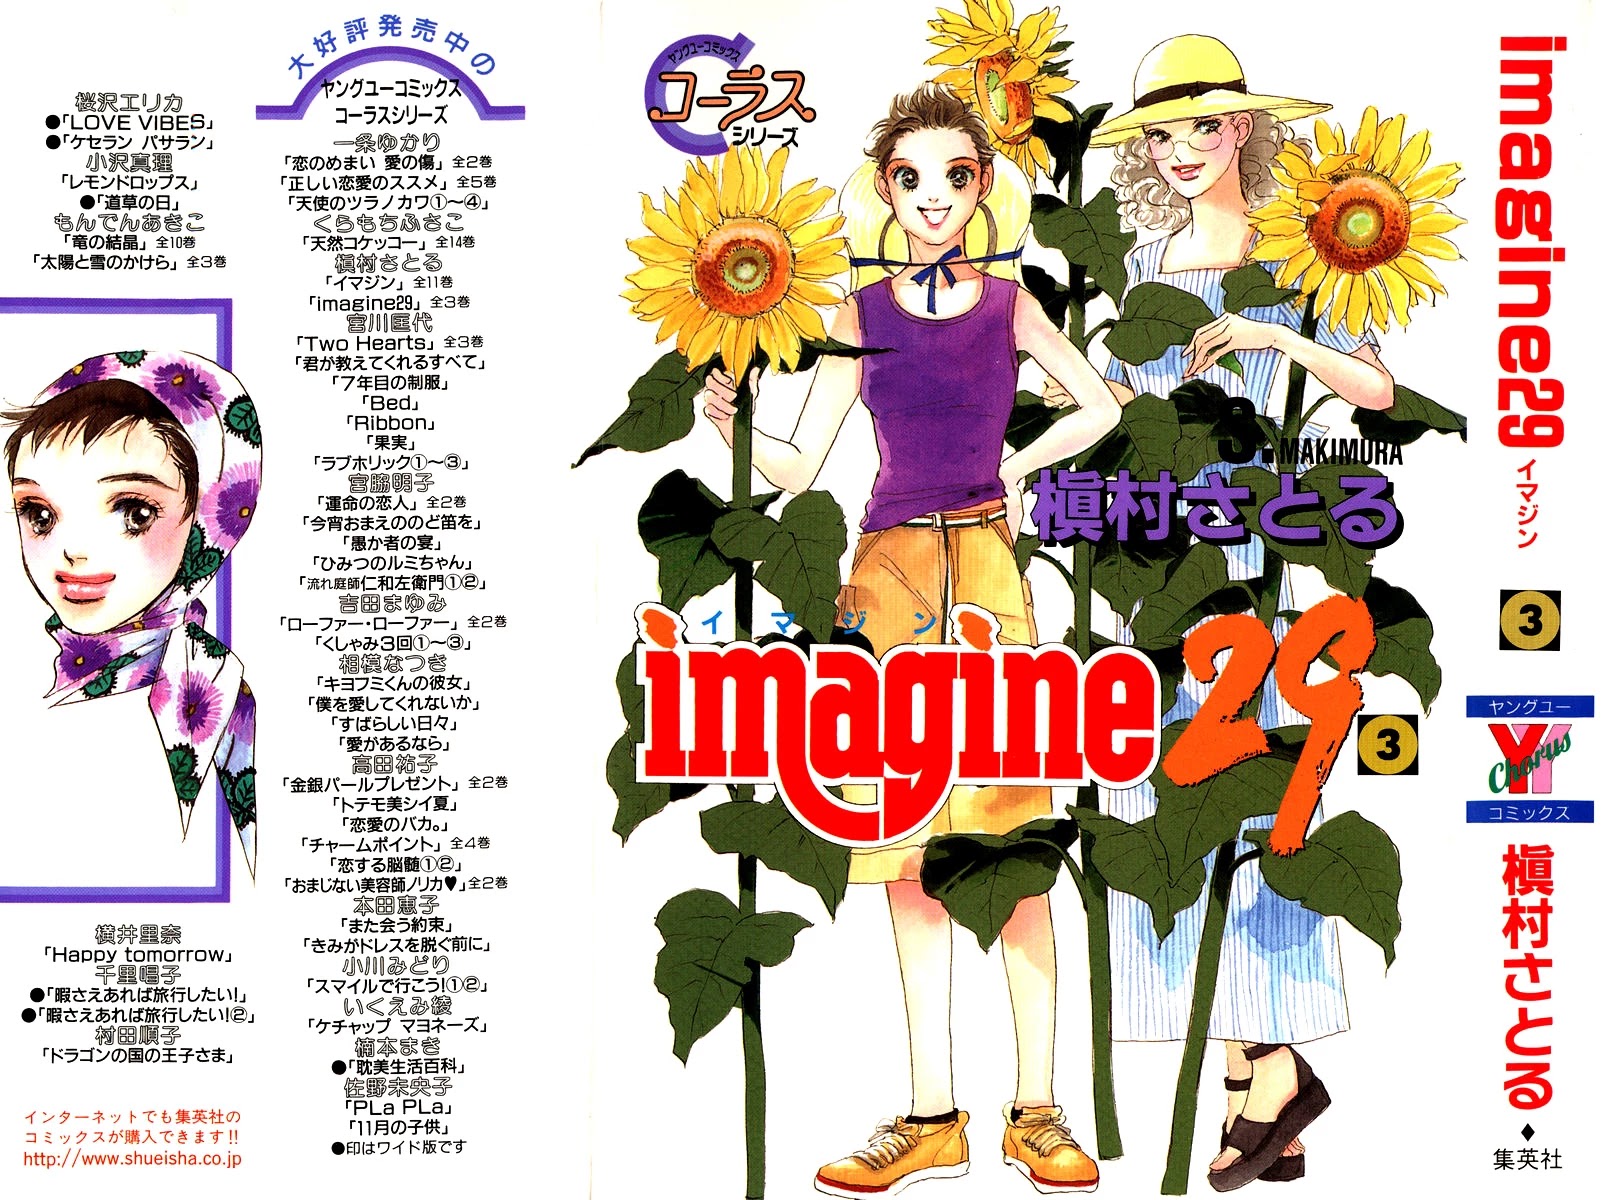 大好評発売中の
ヤングユーコミックス
コーラスシリーズ
一条ゆかり
「恋のめまい 愛の傷」全2巻
「正しい恋愛のススメ」全5巻
「天使のツラノカワ①〜④」
くらもちふさこ
「天然コケッコー」全14巻
槇村さとる
「イマジン」全11巻
「imagine29」全3巻
宮川匡代
「Two Hearts」全3巻
「君が教えてくれるすべて」
「7年目の制服」
「Bed」
「Ribbon」
「果実」
「ラブホリック①〜③」
宮脇明子
「運命の恋人」全2巻
「今宵おまえののど笛を」
「愚か者の宴」
「ひみつのルミちゃん」
「流れ庭師仁和左衛門①②」
吉田まゆみ
「ローファー・ローファー」全2巻
「くしゃみ3回①〜③」
相模なつき
「キヨフミくんの彼女」
「僕を愛してくれないか」
「すばらしい日々」
「愛があるなら」
高田祐子
「金銀パールプレゼント」全2巻
「トテモ美シイ夏」
「恋愛のバカ。」
「チャームポイント」全4巻
「恋する脳髄①②」
「おまじない美容師ノリカ♥」全2巻
本田恵子
「また会う約束」
「きみがドレスを脱ぐ前に」
小川みどり
「スマイルで行こう!①②」
いくえみ綾
「ケチャップ マヨネーズ」
楠本まき
●「耽美生活百科」
佐野未央子
「PLa PLa」
「11月の子供」
●印はワイド版です
桜沢エリカ
●「LOVE VIBES」
●「ケセラン パサラン」
小沢真理
「レモンドロップス」
●「道草の日」
もんでんあきこ
「竜の結晶」全10巻
「太陽と雪のかけら」全3巻
横井里奈
「Happy tomorrow」
千里唱子
●「暇さえあれば旅行したい!」
●「暇さえあれば旅行したい!②」
村田順子
「ドラゴンの国の王子さま」
インターネットでも集英社の
コミックスが購入できます!!
http://www.shueisha.co.jp
ヤングユーコミックス
コーラス
シリーズ
S. MAKIMURA
槇村さとる
イマジン
imagine 29
3
imagine29
イマジン
3
ヤングユー
YY
Chorus
コミックス
槇村さとる
♦
集英社